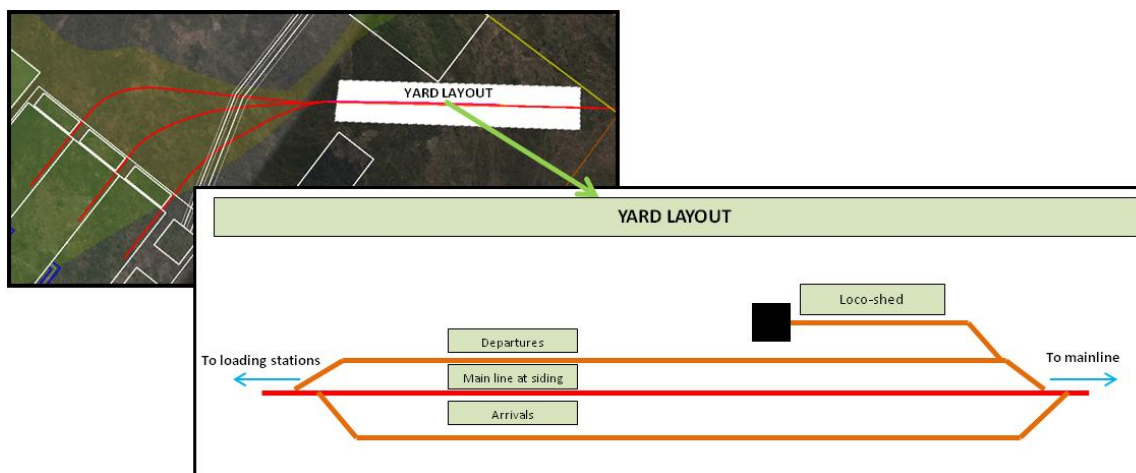 YARD LAYOUT
YARD LAYOUT
Loco-shed
Departures
To loading stations
To mainline
Main line at siding
Arrivals